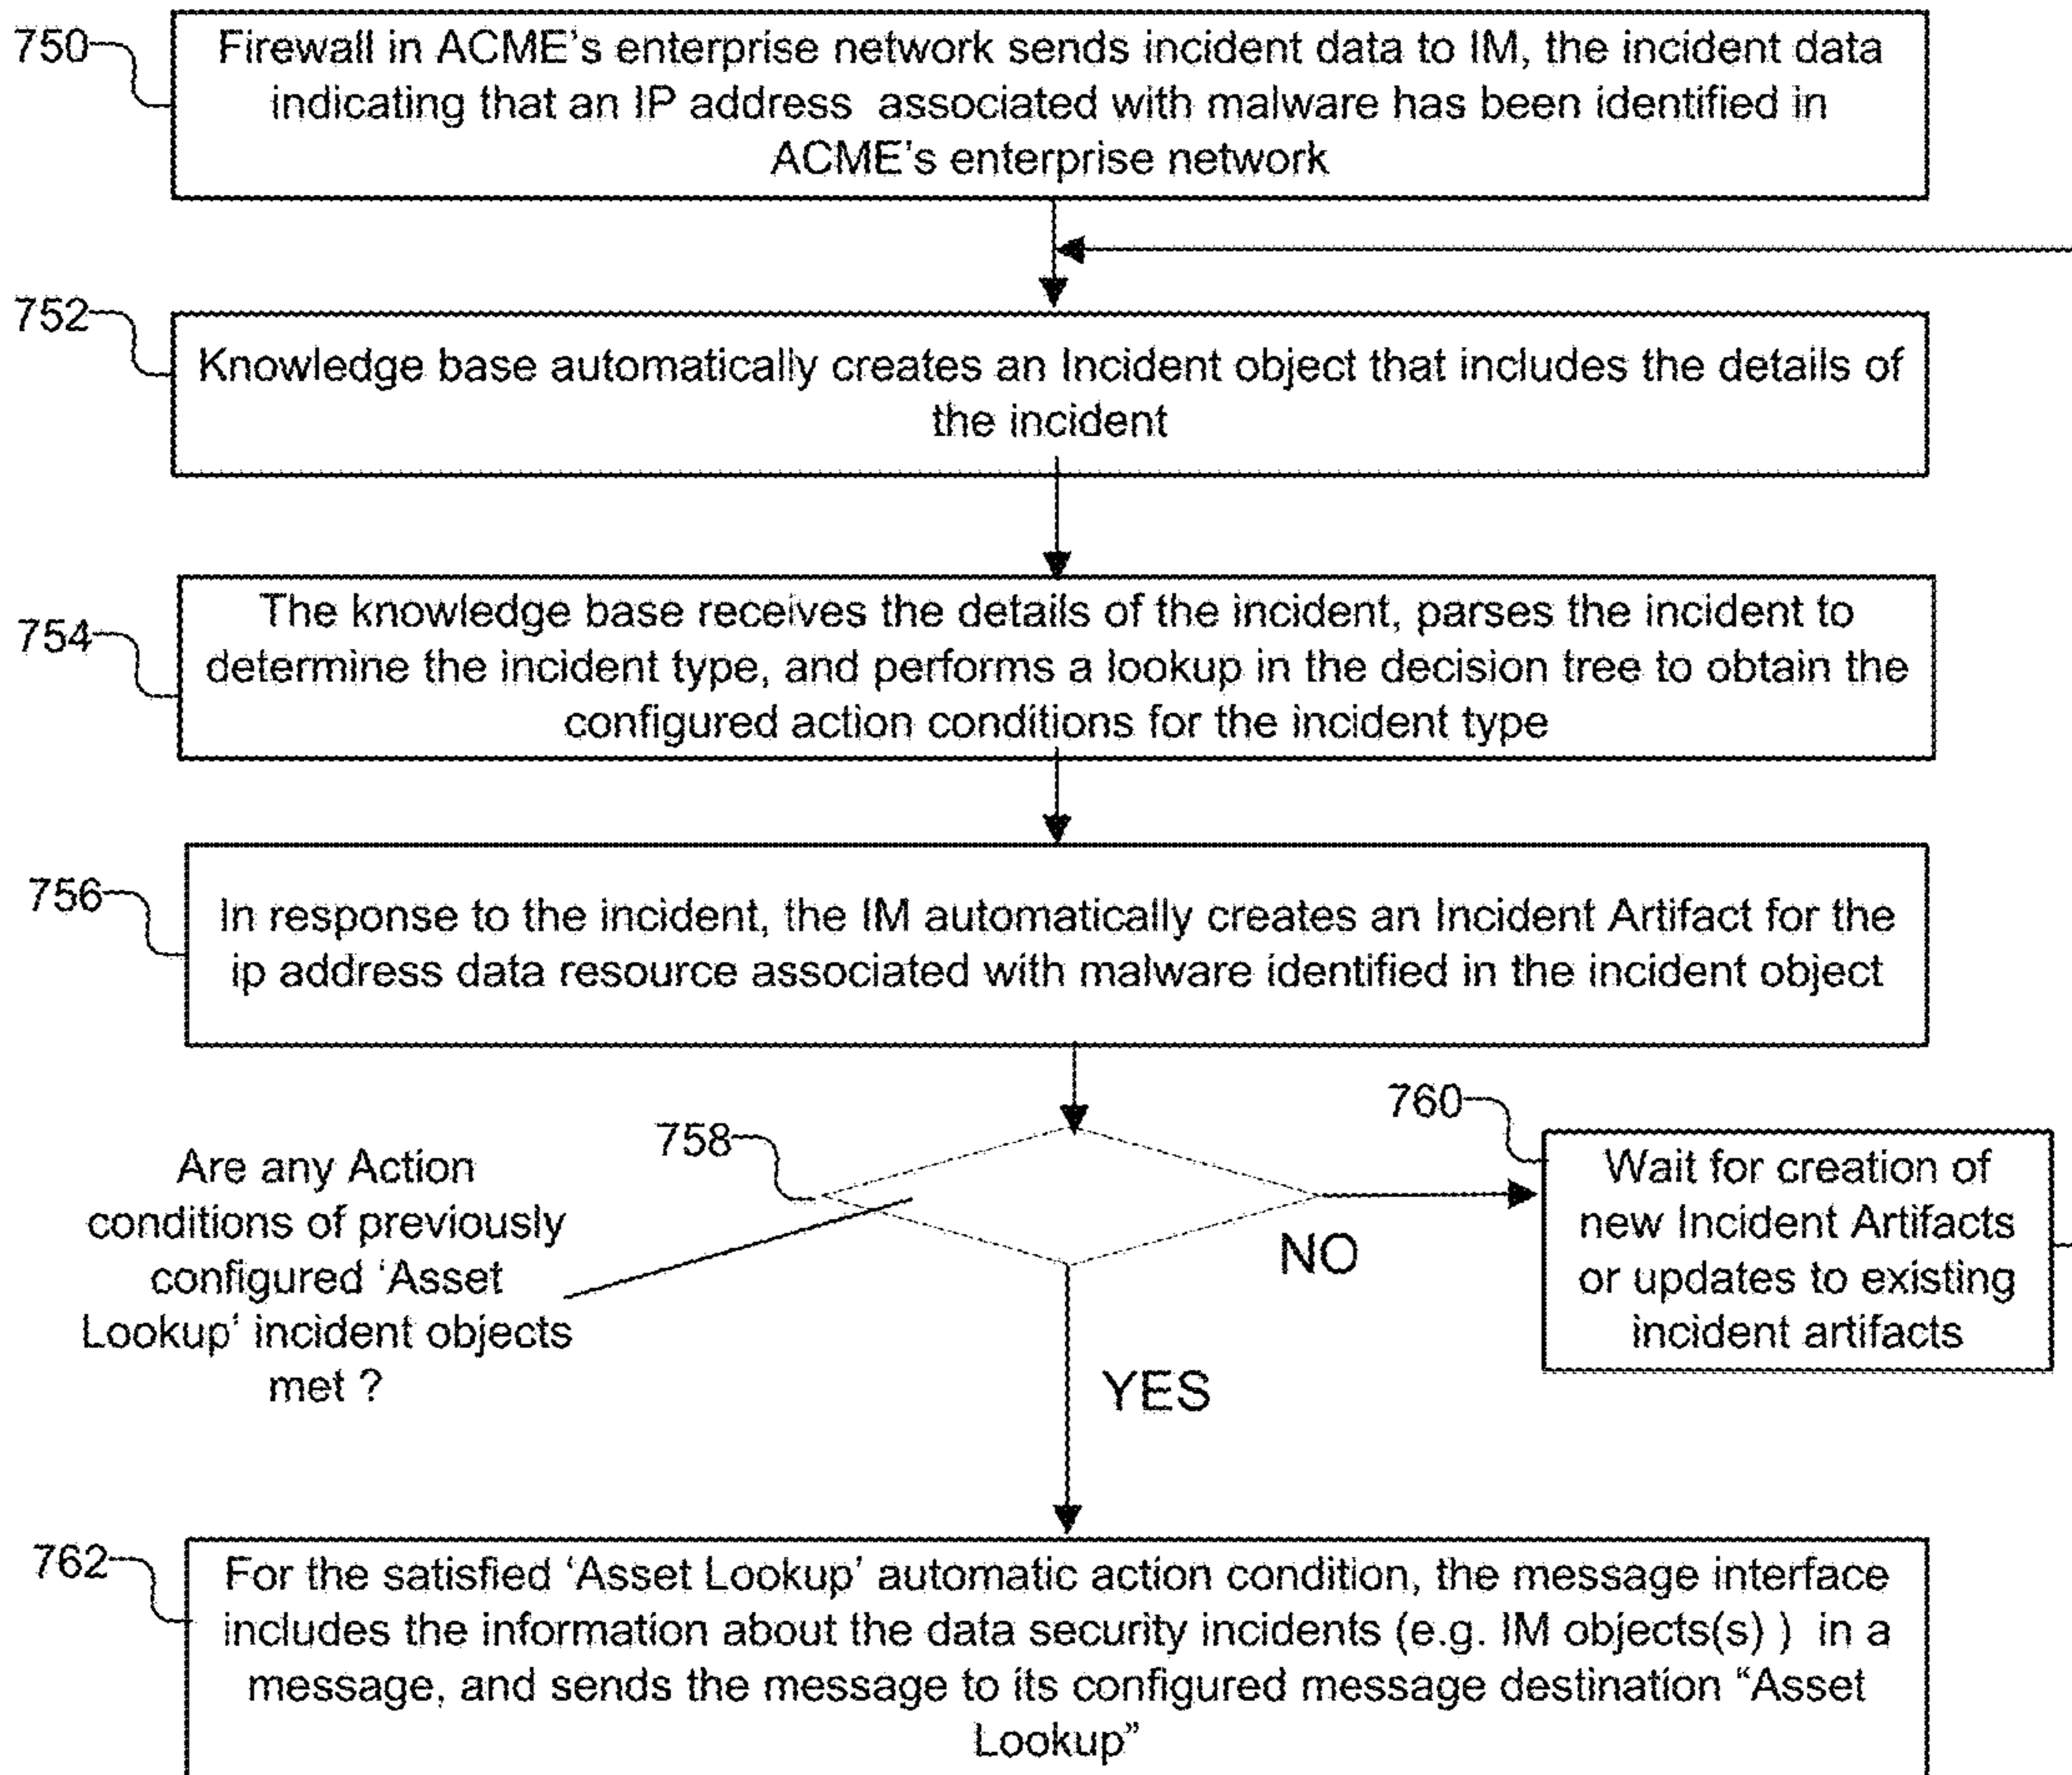 750
Firewall in ACME's enterprise network sends incident data to IM, the incident data
indicating that an IP address associated with malware has been identified in
ACME's enterprise network
752
Knowledge base automatically creates an Incident object that includes the details of
the incident
754
The knowledge base receives the details of the incident, parses the incident to
determine the incident type, and performs a lookup in the decision tree to obtain the
configured action conditions for the incident type
756
In response to the incident, the IM automatically creates an Incident Artifact for the
ip address data resource associated with malware identified in the incident object
758
Are any Action
conditions of previously
configured ‘Asset
Lookup‘ incident objects
met ?
NO
YES
760
Wait for creation of
new Incident Artifacts
or updates to existing
incident artifacts
762
For the satisfied ‘Asset Lookup’ automatic action condition, the message interface
includes the information about the data security incidents (e.g. IM objects(s) ) in a
message, and sends the message to its configured message destination “Asset
Lookup”